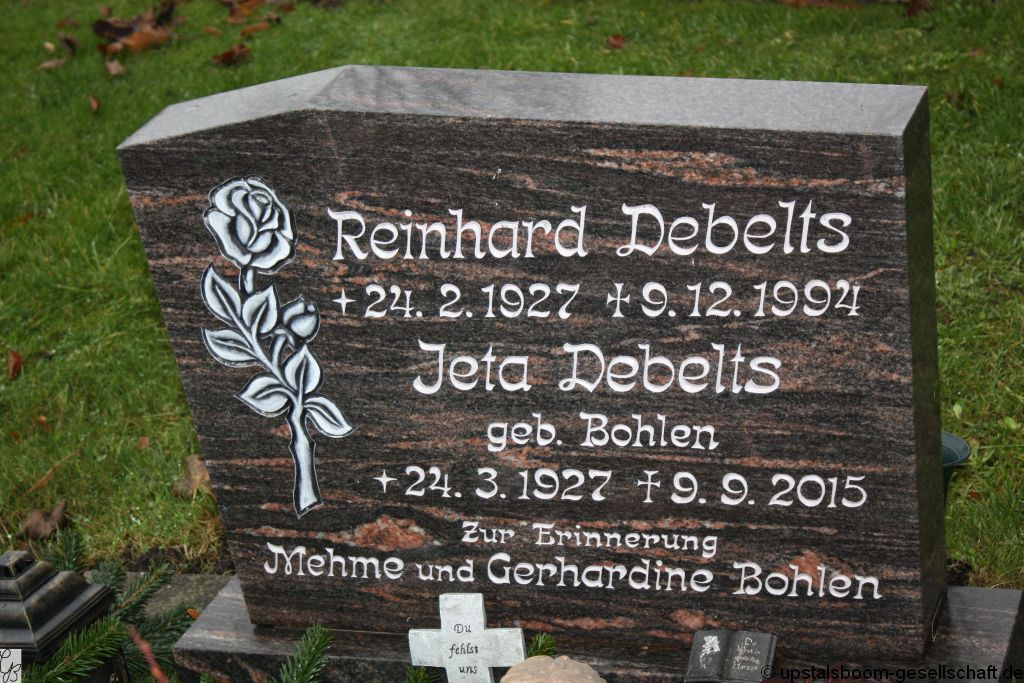 Reinhard Debelts
24. 2. 1927 9. 12. 1994
Jeta Debelts
geb. Bohlen
24. 3. 1927 9. 9. 2015
Zur Erinnerung
Mehme und Gerhardine Bohlen
Du
fehlst
uns
© upstalsboom-gesellschaft.de